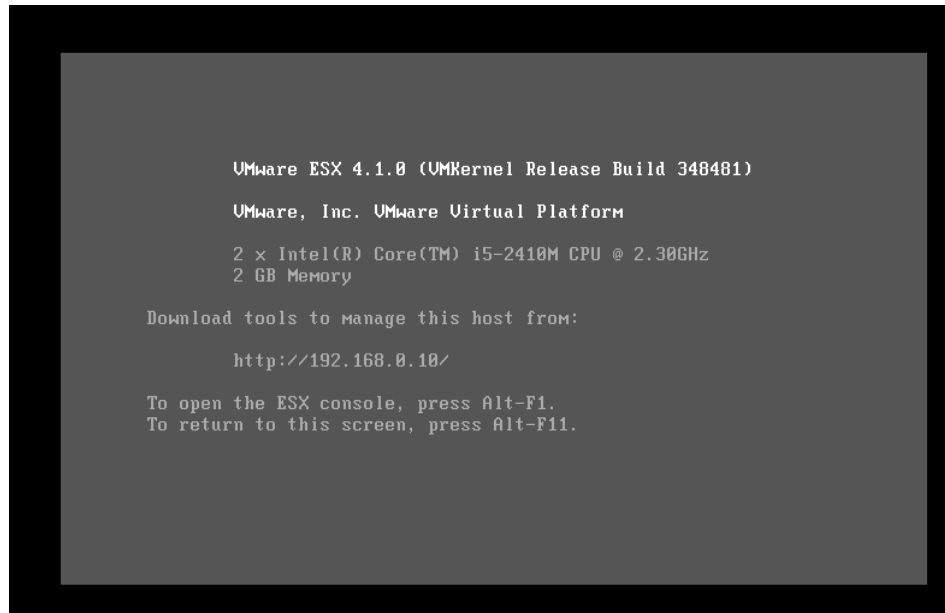 VMware ESX 4.1.0 (VMKernel Release Build 348481)
VMware, Inc. VMware Virtual Platform
2 x Intel(R) Core(TM) i5-2410M CPU @ 2.30GHz
2 GB Memory
Download tools to manage this host from:
http://192.168.0.10/
To open the ESX console, press Alt-F1.
To return to this screen, press Alt-F11.